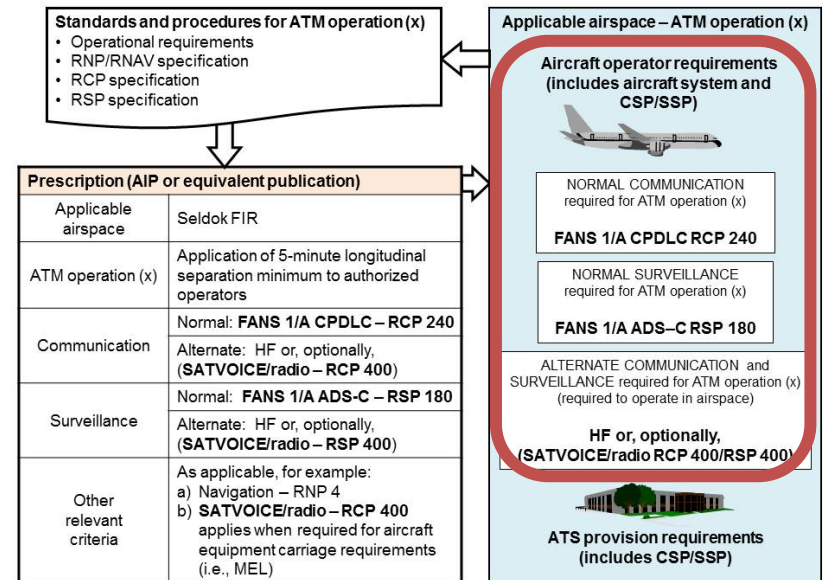 Standards and procedures for ATM operation (x)
• Operational requirements
• RNP/RNAV specification
• RCP specification
• RSP specification
Prescription (AIP or equivalent publication)
Applicable
airspace
Seldok FIR
ATM operation (x)
Application of 5-minute longitudinal
separation minimum to authorized
operators
Communication
Normal: FANS 1/A CPDLC – RCP 240
Alternate: HF or, optionally,
(SATVOICE/radio – RCP 400)
Surveillance
Normal: FANS 1/A ADS-C – RSP 180
Alternate: HF or, optionally,
(SATVOICE/radio – RSP 400)
Other
relevant
criteria
As applicable, for example:
a) Navigation – RNP 4
b) SATVOICE/radio – RCP 400
applies when required for aircraft
equipment carriage requirements
(i.e., MEL)
Applicable airspace – ATM operation (x)
Aircraft operator requirements
(includes aircraft system and
CSP/SSP)
NORMAL COMMUNICATION
required for ATM operation (x)
FANS 1/A CPDLC RCP 240
NORMAL SURVEILLANCE
required for ATM operation (x)
FANS 1/A ADS–C RSP 180
ALTERNATE COMMUNICATION and
SURVEILLANCE required for ATM operation (x)
(required to operate in airspace)
HF or, optionally,
(SATVOICE/radio RCP 400/RSP 400)
ATS provision requirements
(includes CSP/SSP)